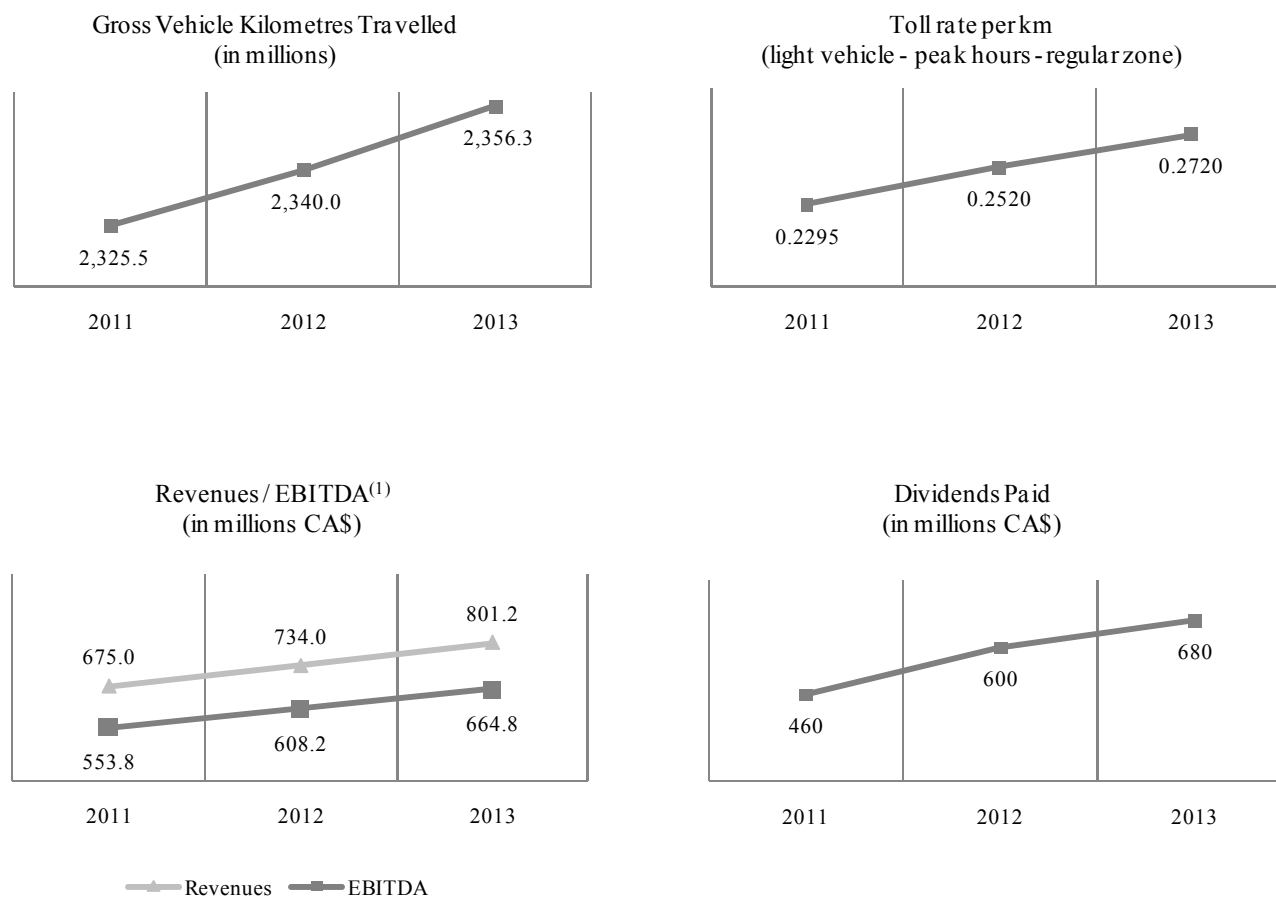 Gross Vehicle Kilometres Travelled
(in millions)
2,325.5
2,340.0
2,356.3
2011 2012 2013
Toll rate per km
(light vehicle - peak hours - regular zone)
0.2295
0.2520
0.2720
2011 2012 2013
Revenues / EBITDA(1)
(in millions CA$)
675.0
734.0
801.2
553.8
608.2
664.8
2011 2012 2013
Revenues EBITDA
Dividends Paid
(in millions CA$)
460
600
680
2011 2012 2013